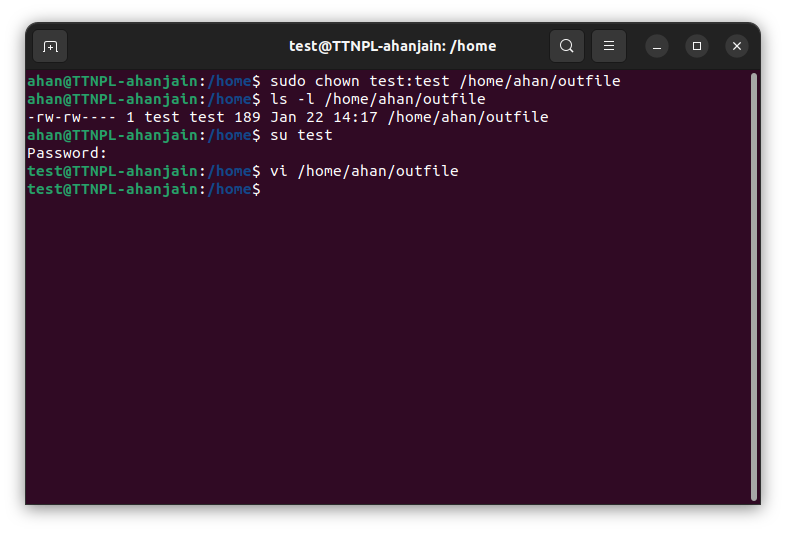 test@TTNPL-ahanjain: /home
ahan@TTNPL-ahanjain:/home$ sudo chown test:test /home/ahan/outfile
ahan@TTNPL-ahanjain:/home$ ls -l /home/ahan/outfile
-rw-rw---- 1 test test 189 Jan 22 14:17 /home/ahan/outfile
ahan@TTNPL-ahanjain:/home$ su test
Password:
test@TTNPL-ahanjain:/home$ vi /home/ahan/outfile
test@TTNPL-ahanjain:/home$